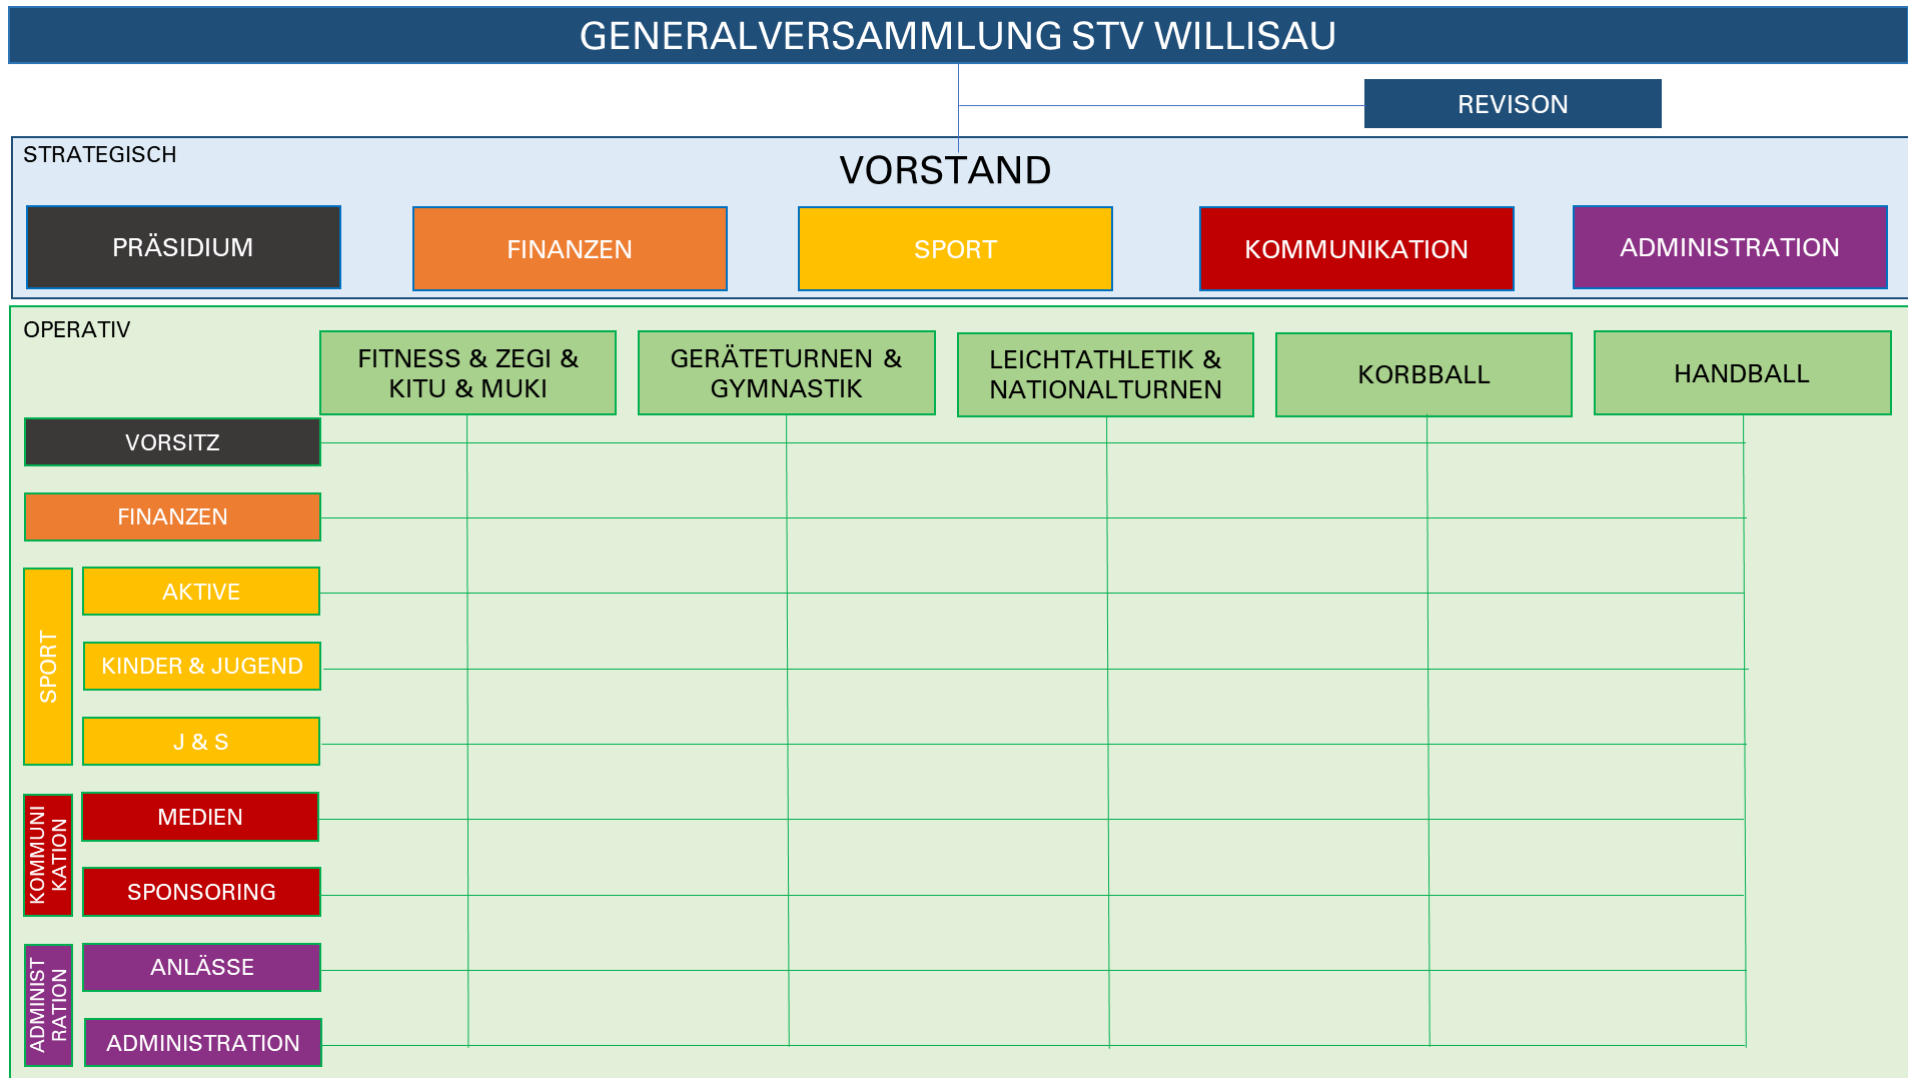 GENERALVERSAMMLUNG STV WILLISAU
REVISON
STRATEGISCH
VORSTAND
PRÄSIDIUM
FINANZEN
SPORT
KOMMUNIKATION
ADMINISTRATION
OPERATIV
FITNESS & ZEGI &
KITU & MUKI
GERÄTETURNEN &
GYMNASTIK
LEICHTATHLETIK &
NATIONALTURNEN
KORBBALL
HANDBALL
VORSITZ
FINANZEN
SPORT
AKTIVE
KINDER & JUGEND
J & S
KOMMUNI
KATION
MEDIEN
SPONSORING
ADMINIST
RATION
ANLÄSSE
ADMINISTRATION